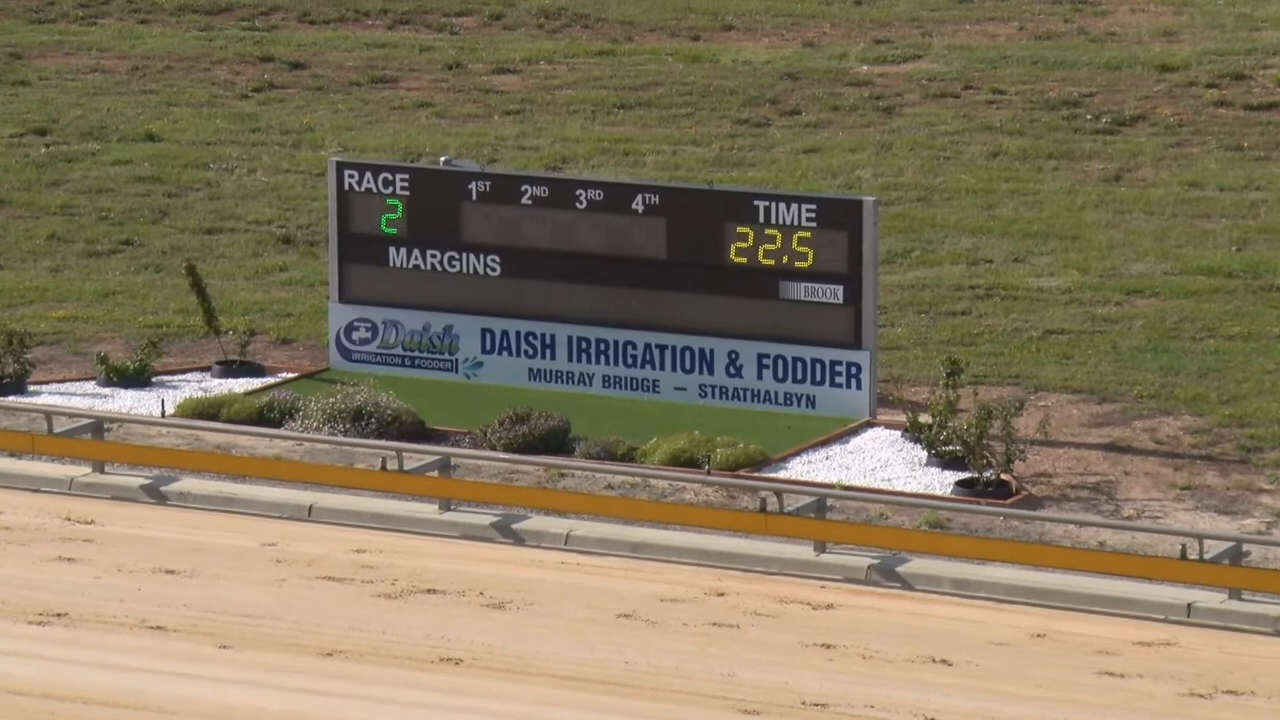 RACE 1ST 2ND 3RD 4TH TIME
2 22.5
MARGINS
BROOK
Daish
IRRIGATION & FODDER
DAISH IRRIGATION & FODDER
MURRAY BRIDGE — STRATHALBYN